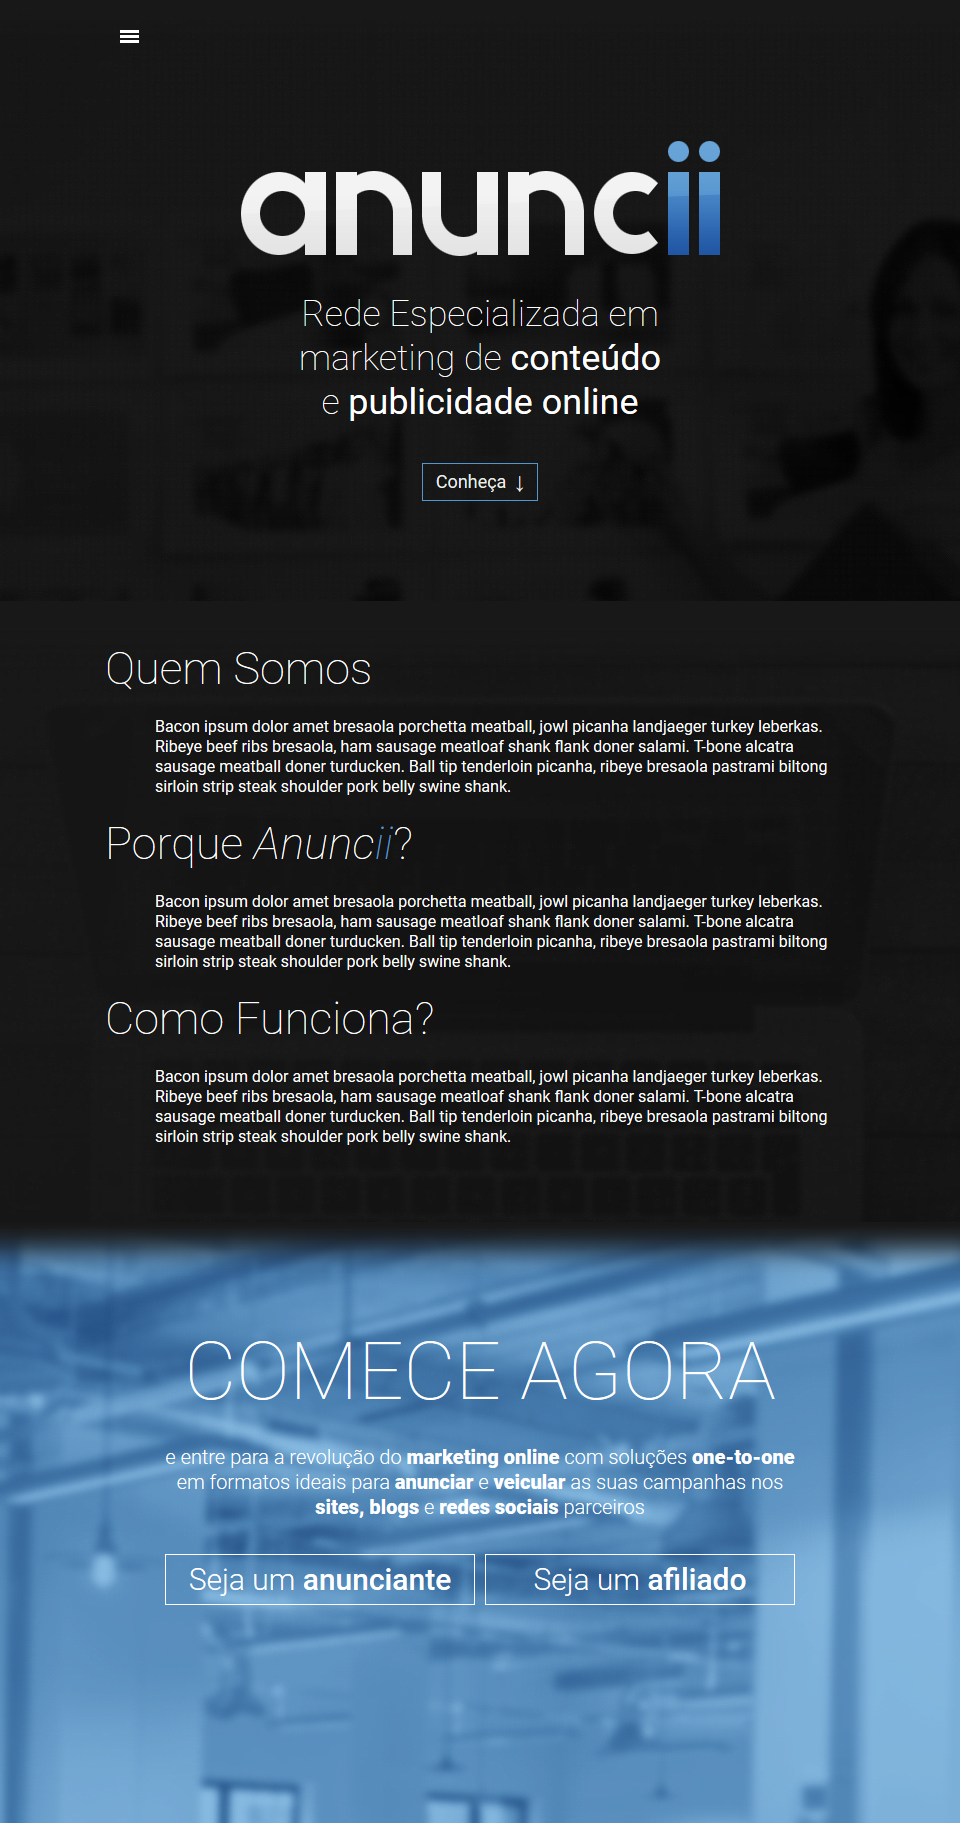 anuncii
Rede Especializada em
marketing de conteúdo
e publicidade online
Conheça ↓
Quem Somos
Bacon ipsum dolor amet bresaola porchetta meatball, jowl picanha landjaeger turkey leberkas.
Ribeye beef ribs bresaola, ham sausage meatloaf shank flank doner salami. T-bone alcatra
sausage meatball doner turducken. Ball tip tenderloin picanha, ribeye bresaola pastrami biltong
sirloin strip steak shoulder pork belly swine shank.
Porque Anuncii?
Bacon ipsum dolor amet bresaola porchetta meatball, jowl picanha landjaeger turkey leberkas.
Ribeye beef ribs bresaola, ham sausage meatloaf shank flank doner salami. T-bone alcatra
sausage meatball doner turducken. Ball tip tenderloin picanha, ribeye bresaola pastrami biltong
sirloin strip steak shoulder pork belly swine shank.
Como Funciona?
Bacon ipsum dolor amet bresaola porchetta meatball, jowl picanha landjaeger turkey leberkas.
Ribeye beef ribs bresaola, ham sausage meatloaf shank flank doner salami. T-bone alcatra
sausage meatball doner turducken. Ball tip tenderloin picanha, ribeye bresaola pastrami biltong
sirloin strip steak shoulder pork belly swine shank.
COMECE AGORA
e entre para a revolução do marketing online com soluções one-to-one
em formatos ideais para anunciar e veicular as suas campanhas nos
sites, blogs e redes sociais parceiros
Seja um anunciante
Seja um afiliado